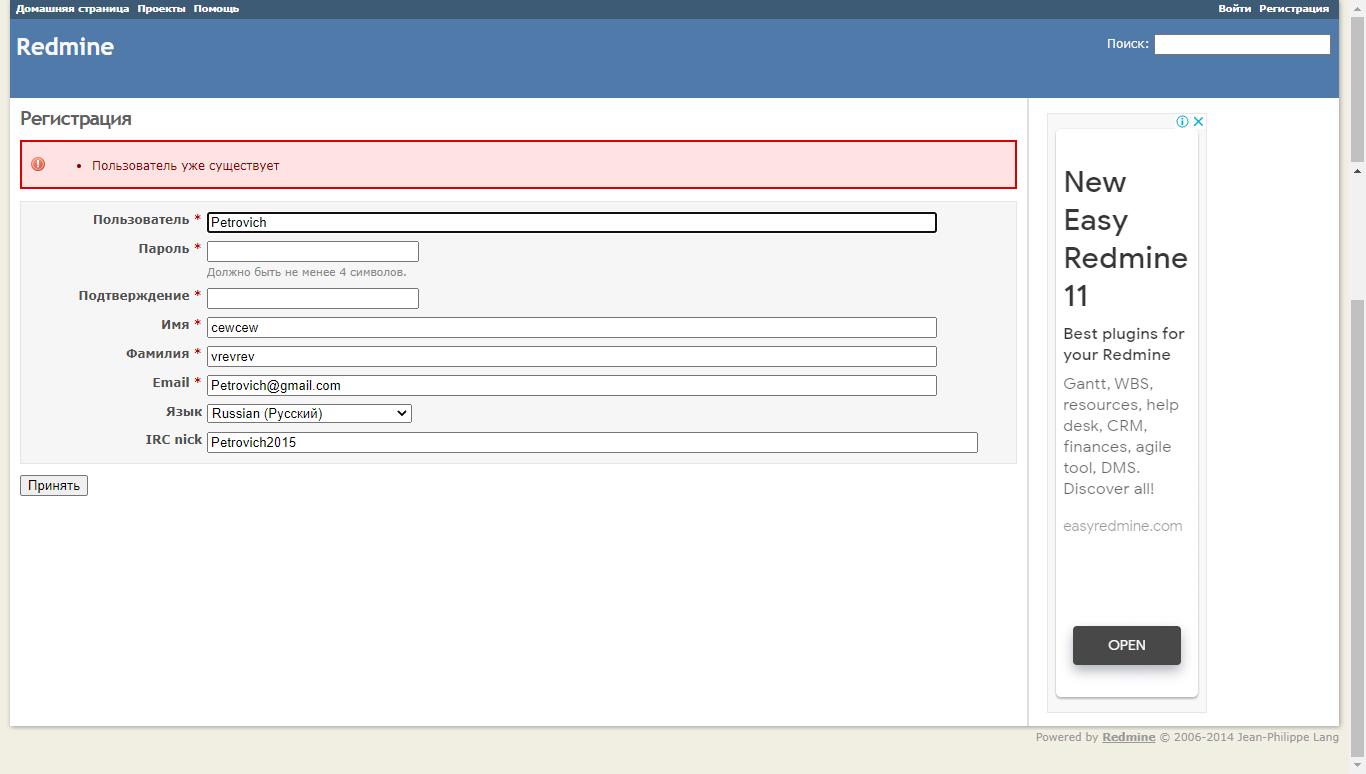 Домашняя страница Проекты Помощь
Войти Регистрация
Redmine
Поиск:
Регистрация
Пользователь уже существует
Пользователь * Petrovich
Пароль *
Должно быть не менее 4 символов.
Подтверждение *
Имя * cewcew
Фамилия * vrevrev
Email * Petrovich@gmail.com
Язык Russian (Русский)
IRC nick Petrovich2015
Принять
New
Easy
Redmine
11
Best plugins for
your Redmine
Gantt, WBS,
resources, help
desk, CRM,
finances, agile
tool, DMS.
Discover all!
easyredmine.com
OPEN
Powered by Redmine © 2006-2014 Jean-Philippe Lang